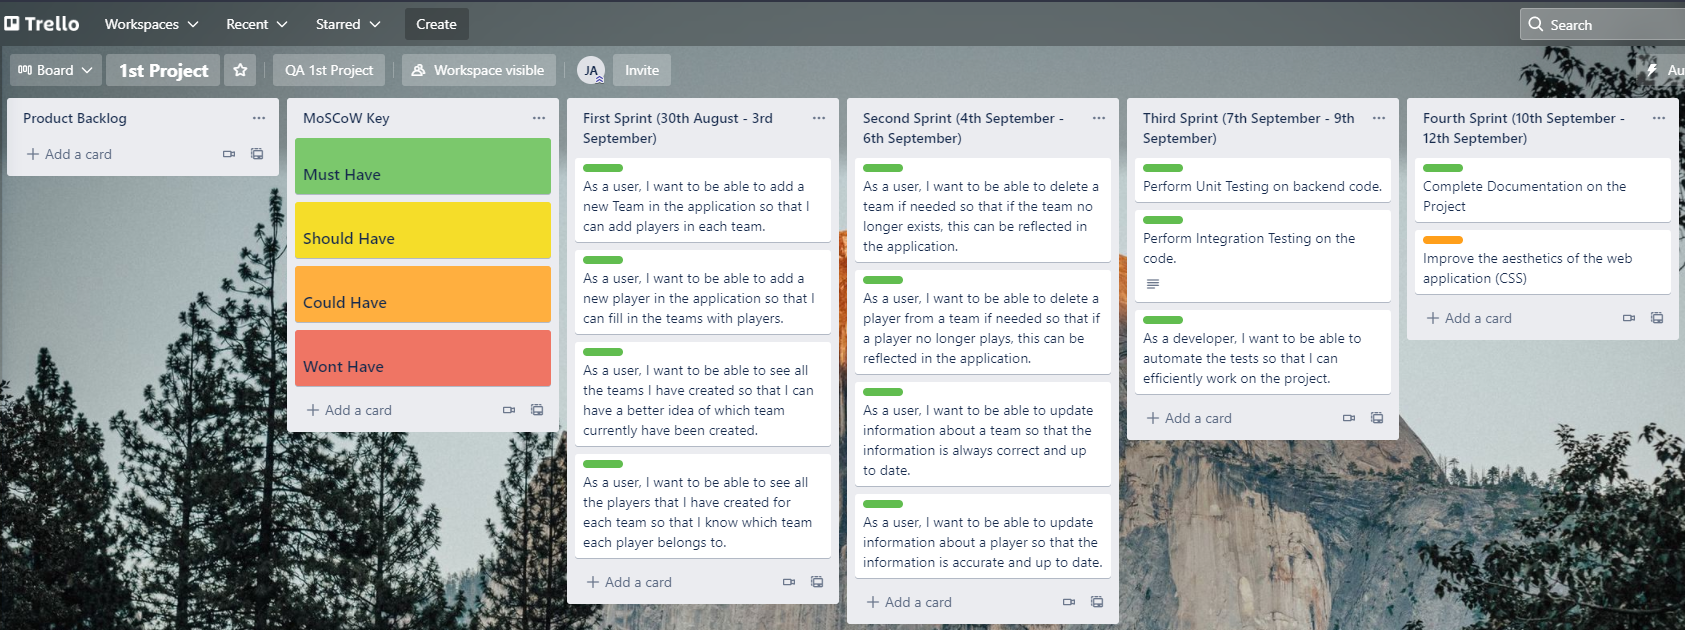 Trello
Workspaces
Recent
Starred
Create
Search
Board
1st Project
QA 1st Project
Workspace visible
JA
Invite
Au
Product Backlog
+ Add a card
MoSCoW Key
Must Have
Should Have
Could Have
Wont Have
+ Add a card
First Sprint (30th August - 3rd
September)
As a user, I want to be able to add a
new Team in the application so that I
can add players in each team.
As a user, I want to be able to add a
new player in the application so that I
can fill in the teams with players.
As a user, I want to be able to see all
the teams I have created so that I can
have a better idea of which team
currently have been created.
As a user, I want to be able to see all
the players that I have created for
each team so that I know which team
each player belongs to.
+ Add a card
Second Sprint (4th September -
6th September)
As a user, I want to be able to delete a
team if needed so that if the team no
longer exists, this can be reflected in
the application.
As a user, I want to be able to delete a
player from a team if needed so that if
a player no longer plays, this can be
reflected in the application.
As a user, I want to be able to update
information about a team so that the
information is always correct and up
to date.
As a user, I want to be able to update
information about a player so that the
information is accurate and up to date.
+ Add a card
Third Sprint (7th September - 9th
September)
Perform Unit Testing on backend code.
Perform Integration Testing on the
code.
As a developer, I want to be able to
automate the tests so that I can
efficiently work on the project.
+ Add a card
Fourth Sprint (10th September -
12th September)
Complete Documentation on the
Project
Improve the aesthetics of the web
application (CSS)
+ Add a card